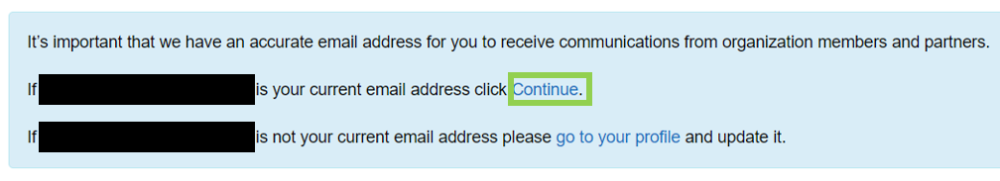 It's important that we have an accurate email address for you to receive communications from organization members and partners.
If is your current email address click Continue.
If is not your current email address please go to your profile and update it.